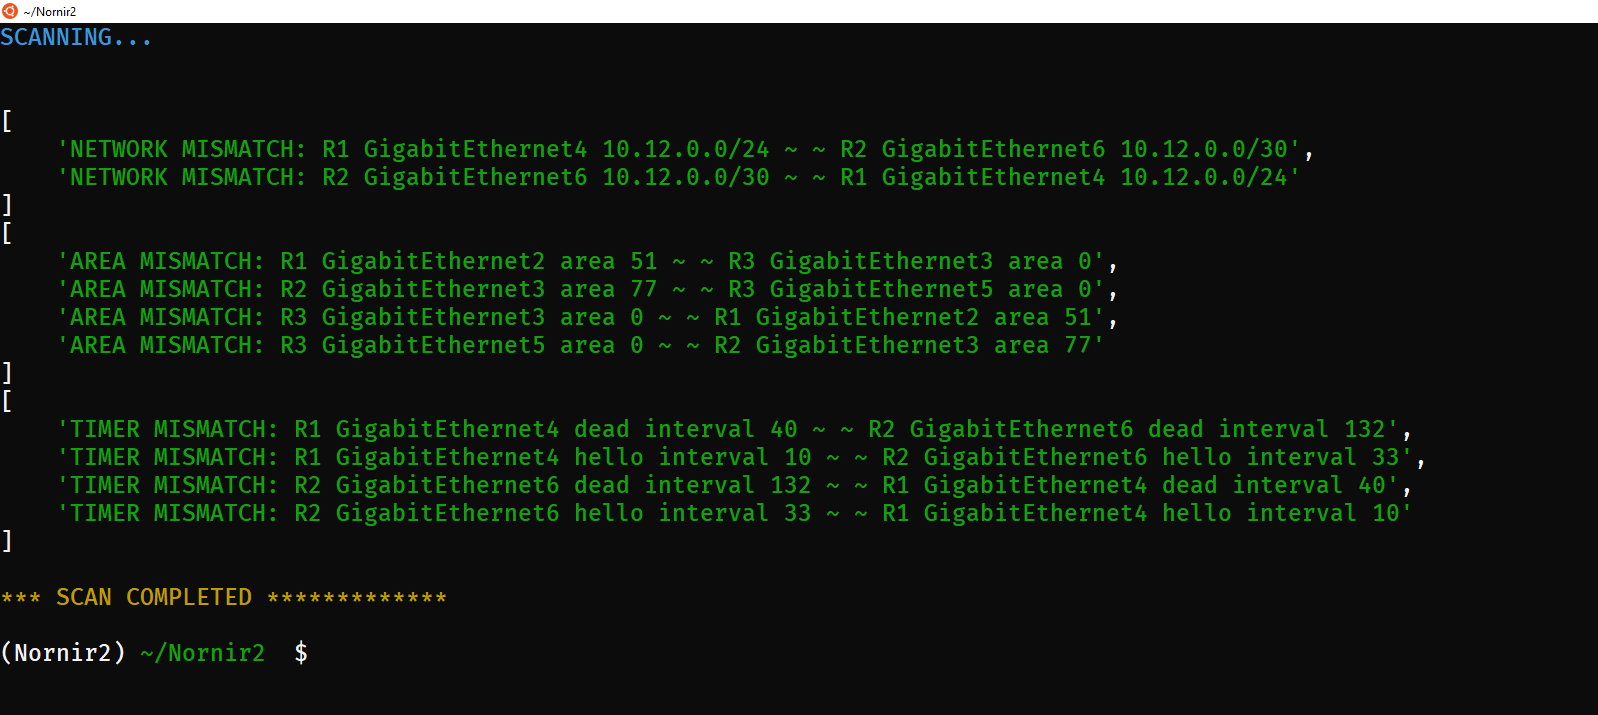 ~/Nornir2
SCANNING...
[
    'NETWORK MISMATCH: R1 GigabitEthernet4 10.12.0.0/24 ~ ~ R2 GigabitEthernet6 10.12.0.0/30',
    'NETWORK MISMATCH: R2 GigabitEthernet6 10.12.0.0/30 ~ ~ R1 GigabitEthernet4 10.12.0.0/24'
]
[
    'AREA MISMATCH: R1 GigabitEthernet2 area 51 ~ ~ R3 GigabitEthernet3 area 0',
    'AREA MISMATCH: R2 GigabitEthernet3 area 77 ~ ~ R3 GigabitEthernet5 area 0',
    'AREA MISMATCH: R3 GigabitEthernet3 area 0 ~ ~ R1 GigabitEthernet2 area 51',
    'AREA MISMATCH: R3 GigabitEthernet5 area 0 ~ ~ R2 GigabitEthernet3 area 77'
]
[
    'TIMER MISMATCH: R1 GigabitEthernet4 dead interval 40 ~ ~ R2 GigabitEthernet6 dead interval 132',
    'TIMER MISMATCH: R1 GigabitEthernet4 hello interval 10 ~ ~ R2 GigabitEthernet6 hello interval 33',
    'TIMER MISMATCH: R2 GigabitEthernet6 dead interval 132 ~ ~ R1 GigabitEthernet4 dead interval 40',
    'TIMER MISMATCH: R2 GigabitEthernet6 hello interval 33 ~ ~ R1 GigabitEthernet4 hello interval 10'
]
*** SCAN COMPLETED *************
(Nornir2) ~/Nornir2  $